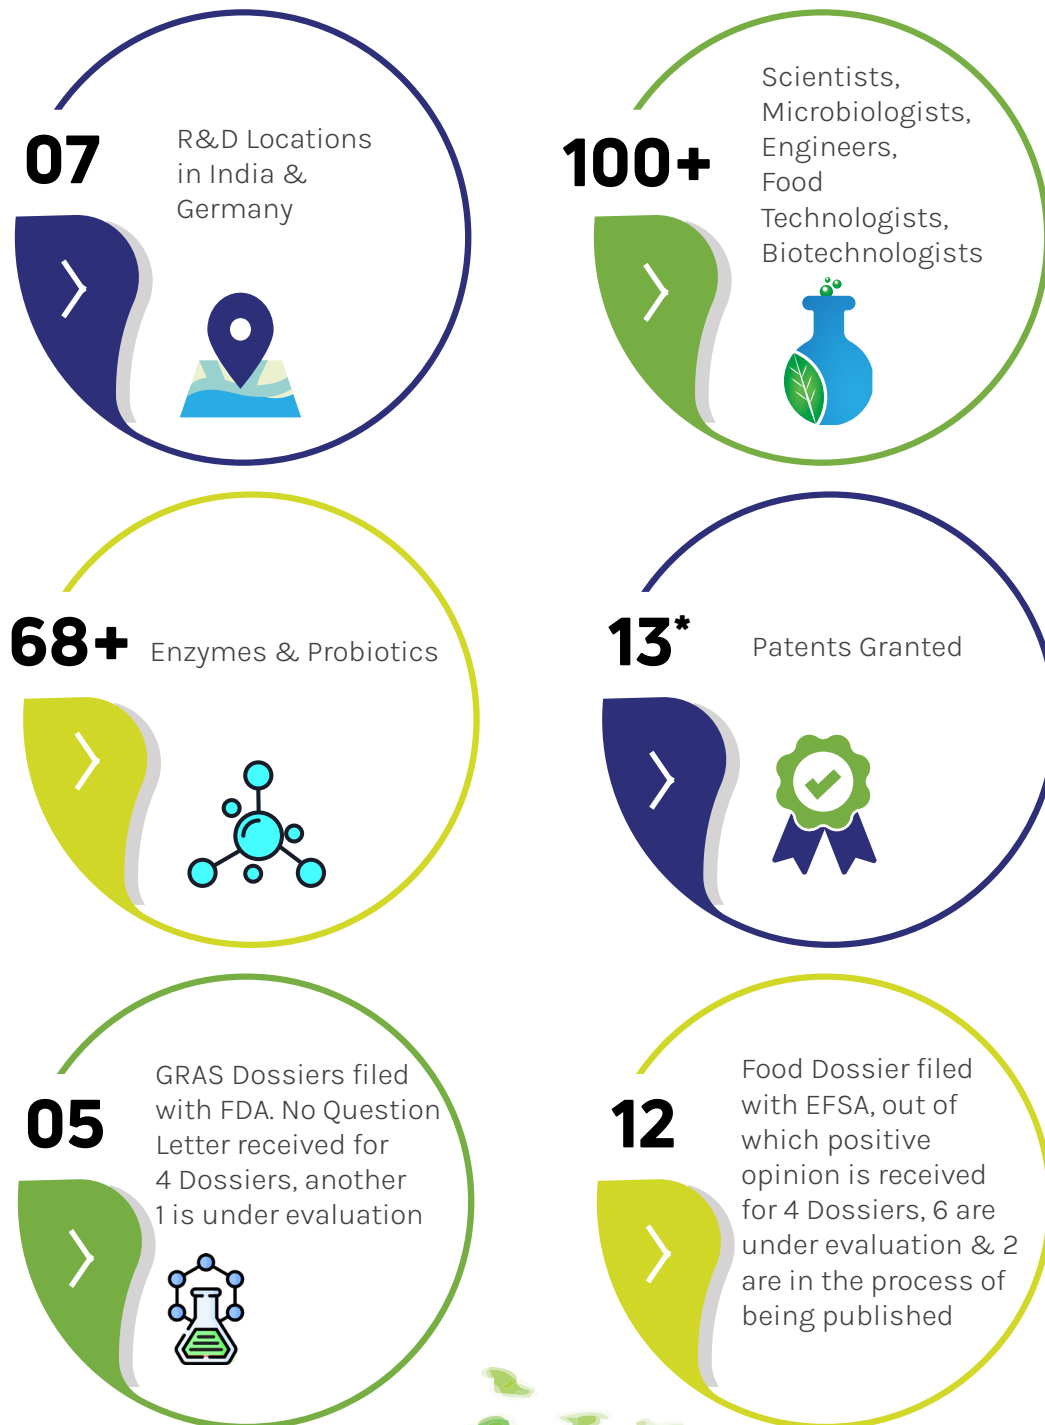 07
R&D Locations
in India &
Germany
100+
Scientists,
Microbiologists,
Engineers,
Food
Technologists,
Biotechnologists
68+
Enzymes & Probiotics
13*
Patents Granted
05
GRAS Dossiers filed
with FDA. No Question
Letter received for
4 Dossiers, another
1 is under evaluation
12
Food Dossier filed
with EFSA, out of
which positive
opinion is received
for 4 Dossiers, 6 are
under evaluation & 2
are in the process of
being published